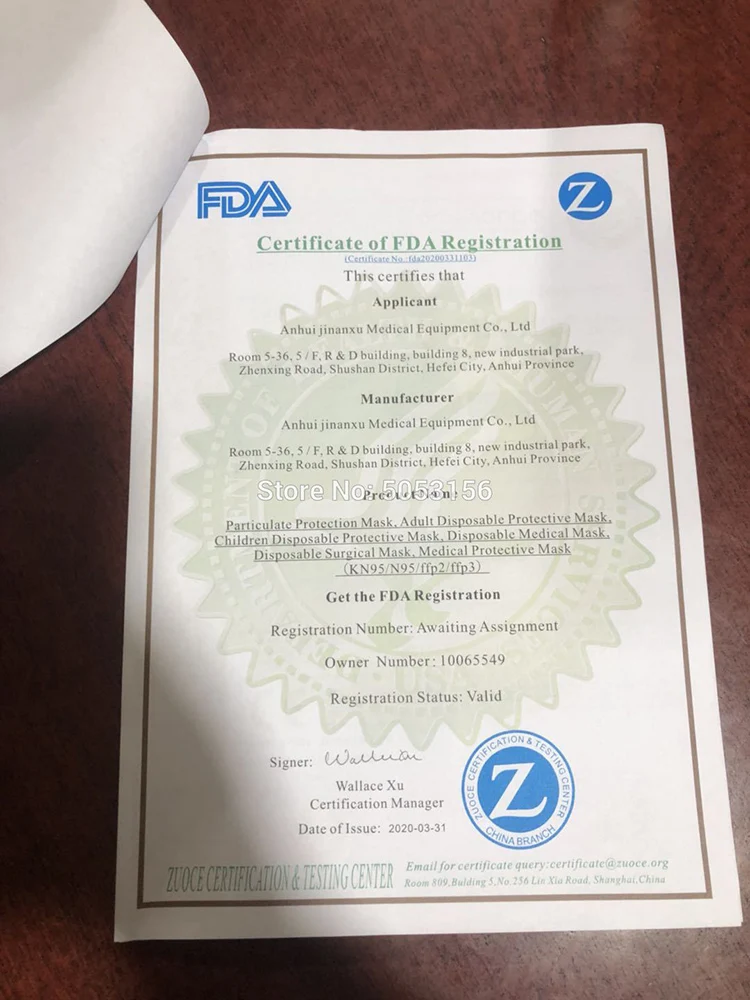 FDA
Z
Certificate of FDA Registration
(Certificate No.:fda20200331103)
This certifies that
Applicant
Anhui jinanxu Medical Equipment Co., Ltd
Room 5-36, 5 / F, R & D building, building 8, new industrial park,
Zhenxing Road, Shushan District, Hefei City, Anhui Province
Manufacturer
Anhui jinanxu Medical Equipment Co., Ltd
Room 5-36, 5 / F, R & D building, building 8, new industrial park,
Zhenxing Road, Shushan District, Hefei City, Anhui Province
Store No: 5053156
Product Name
Particulate Protection Mask, Adult Disposable Protective Mask,
Children Disposable Protective Mask, Disposable Medical Mask,
Disposable Surgical Mask, Medical Protective Mask
(KN95/N95/ffp2/ffp3)
Get the FDA Registration
Registration Number: Awaiting Assignment
Owner Number: 10065549
Registration Status: Valid
Signer:
Wallace Xu
Certification Manager
Date of Issue: 2020-03-31
ZUOCE CERTIFICATION & TESTING CENTER
Z
CHINA BRANCH
ZUOCE CERTIFICATION & TESTING CENTER
Email for certificate query:certificate@zuoce.org
Room 809,Bulding 5,No.256 Lin Xia Road, Shanghai,China